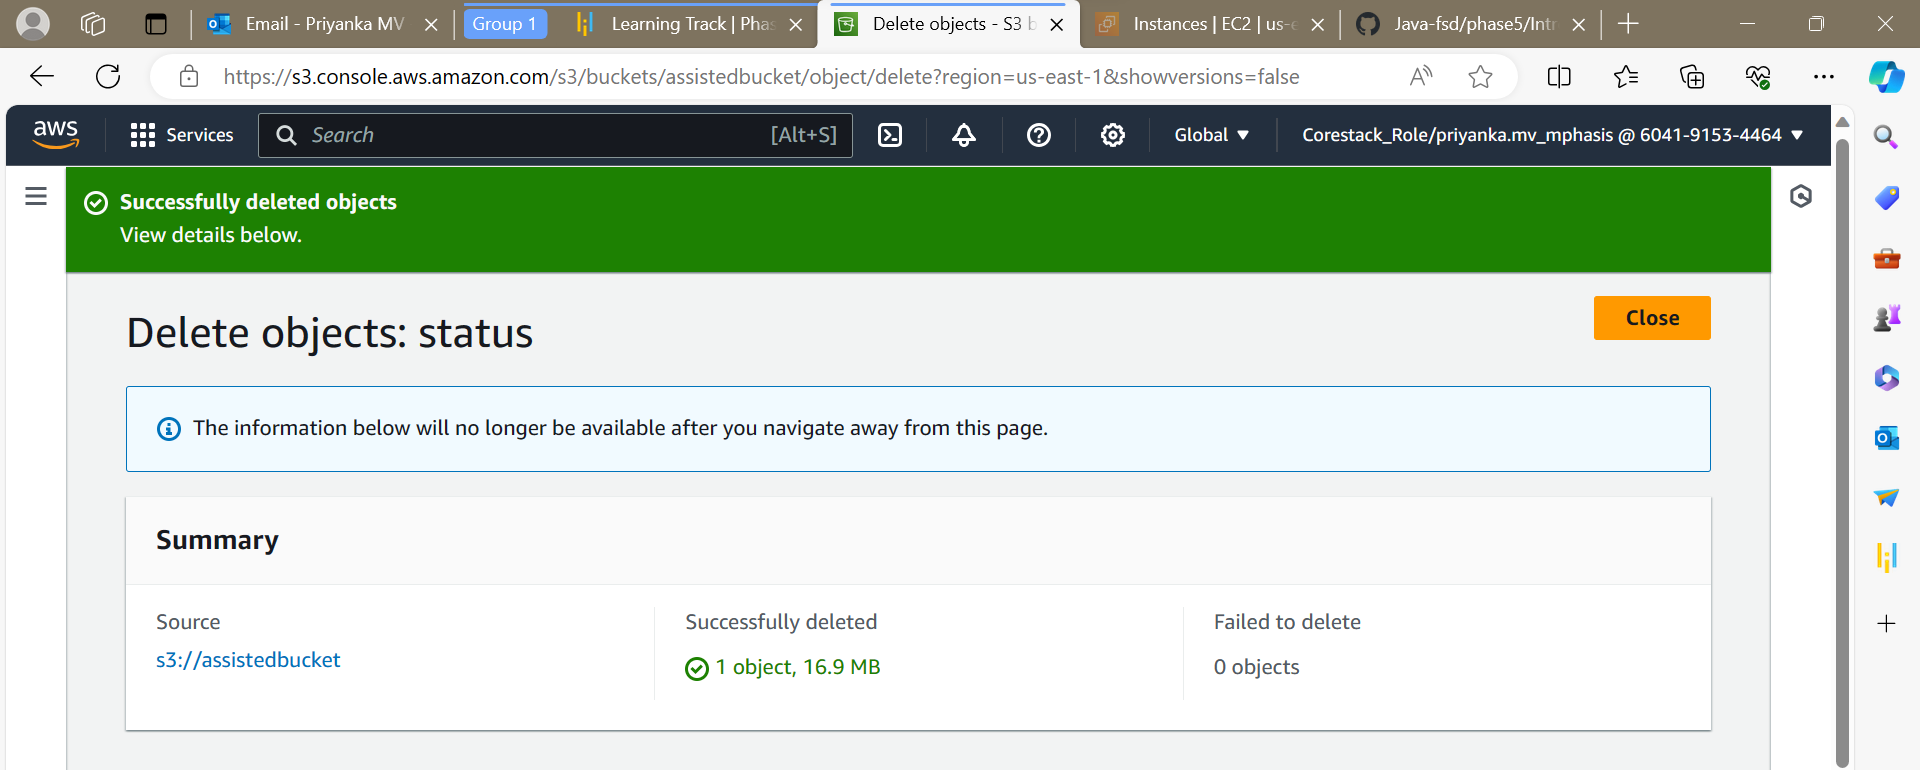 Email - Priyanka MV
Group 1
Learning Track | Phas
Delete objects - S3 b
Instances | EC2 | us-e
Java-fsd/phase5/Intr
https://s3.console.aws.amazon.com/s3/buckets/assistedbucket/object/delete?region=us-east-1&showversions=false
aws
Services
Search
[Alt+S]
Global
Corestack_Role/priyanka.mv_mphasis @ 6041-9153-4464
Successfully deleted objects
View details below.
Delete objects: status
Close
The information below will no longer be available after you navigate away from this page.
Summary
Source
s3://assistedbucket
Successfully deleted
1 object, 16.9 MB
Failed to delete
0 objects